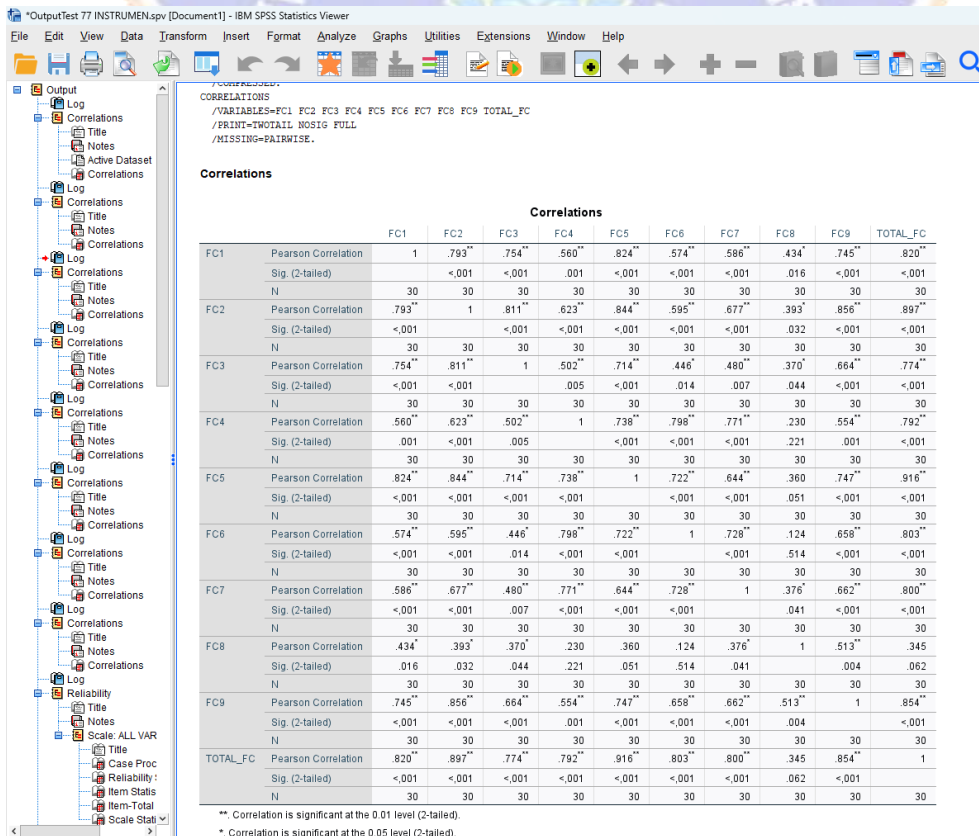 *OutputTest 77 INSTRUMEN.spv [Document1] - IBM SPSS Statistics Viewer
File Edit View Data Transform Insert Format Analyze Graphs Utilities Extensions Window Help
Output
Log
Correlations
Title
Notes
Active Dataset
Correlations
Log
Correlations
Title
Notes
Correlations
Log
Correlations
Title
Notes
Correlations
Log
Correlations
Title
Notes
Correlations
Log
Correlations
Title
Notes
Correlations
Log
Correlations
Title
Notes
Correlations
Log
Correlations
Title
Notes
Correlations
Log
Correlations
Title
Notes
Correlations
Log
Reliability
Title
Notes
Scale: ALL VAR
Title
Case Proc
Reliability
Item Statis
Item-Total
Scale Stati
/COMPRESSED.
CORRELATIONS
/VARIABLES=FC1 FC2 FC3 FC4 FC5 FC6 FC7 FC8 FC9 TOTAL_FC
/PRINT=TWOTAIL NOSIG FULL
/MISSING=PAIRWISE.
Correlations
Correlations
FC1 FC2 FC3 FC4 FC5 FC6 FC7 FC8 FC9 TOTAL_FC
FC1 Pearson Correlation 1 .793** .754** .560** .824** .574** .586** .434* .745** .820**
Sig. (2-tailed) <,001 <,001 .001 <,001 <,001 <,001 .016 <,001 <,001
N 30 30 30 30 30 30 30 30 30 30
FC2 Pearson Correlation .793** 1 .811** .623** .844** .595** .677** .393* .856** .897**
Sig. (2-tailed) <,001 <,001 <,001 <,001 <,001 <,001 .032 <,001 <,001
N 30 30 30 30 30 30 30 30 30 30
FC3 Pearson Correlation .754** .811** 1 .502** .714** .446* .480** .370* .664** .774**
Sig. (2-tailed) <,001 <,001 .005 <,001 .014 .007 .044 <,001 <,001
N 30 30 30 30 30 30 30 30 30 30
FC4 Pearson Correlation .560** .623** .502** 1 .738** .798** .771** .230 .554** .792**
Sig. (2-tailed) .001 <,001 .005 <,001 <,001 <,001 .221 .001 <,001
N 30 30 30 30 30 30 30 30 30 30
FC5 Pearson Correlation .824** .844** .714** .738** 1 .722** .644** .360 .747** .916**
Sig. (2-tailed) <,001 <,001 <,001 <,001 <,001 <,001 .051 <,001 <,001
N 30 30 30 30 30 30 30 30 30 30
FC6 Pearson Correlation .574** .595** .446* .798** .722** 1 .728** .124 .658** .803**
Sig. (2-tailed) <,001 <,001 .014 <,001 <,001 <,001 .514 <,001 <,001
N 30 30 30 30 30 30 30 30 30 30
FC7 Pearson Correlation .586** .677** .480** .771** .644** .728** 1 .376* .662** .800**
Sig. (2-tailed) <,001 <,001 .007 <,001 <,001 <,001 .041 <,001 <,001
N 30 30 30 30 30 30 30 30 30 30
FC8 Pearson Correlation .434* .393* .370* .230 .360 .124 .376* 1 .513** .345
Sig. (2-tailed) .016 .032 .044 .221 .051 .514 .041 .004 .062
N 30 30 30 30 30 30 30 30 30 30
FC9 Pearson Correlation .745** .856** .664** .554** .747** .658** .662** .513** 1 .854**
Sig. (2-tailed) <,001 <,001 <,001 .001 <,001 <,001 <,001 .004 <,001
N 30 30 30 30 30 30 30 30 30 30
TOTAL_FC Pearson Correlation .820** .897** .774** .792** .916** .803** .800** .345 .854** 1
Sig. (2-tailed) <,001 <,001 <,001 <,001 <,001 <,001 <,001 .062 <,001
N 30 30 30 30 30 30 30 30 30 30
**. Correlation is significant at the 0.01 level (2-tailed).
*. Correlation is significant at the 0.05 level (2-tailed).